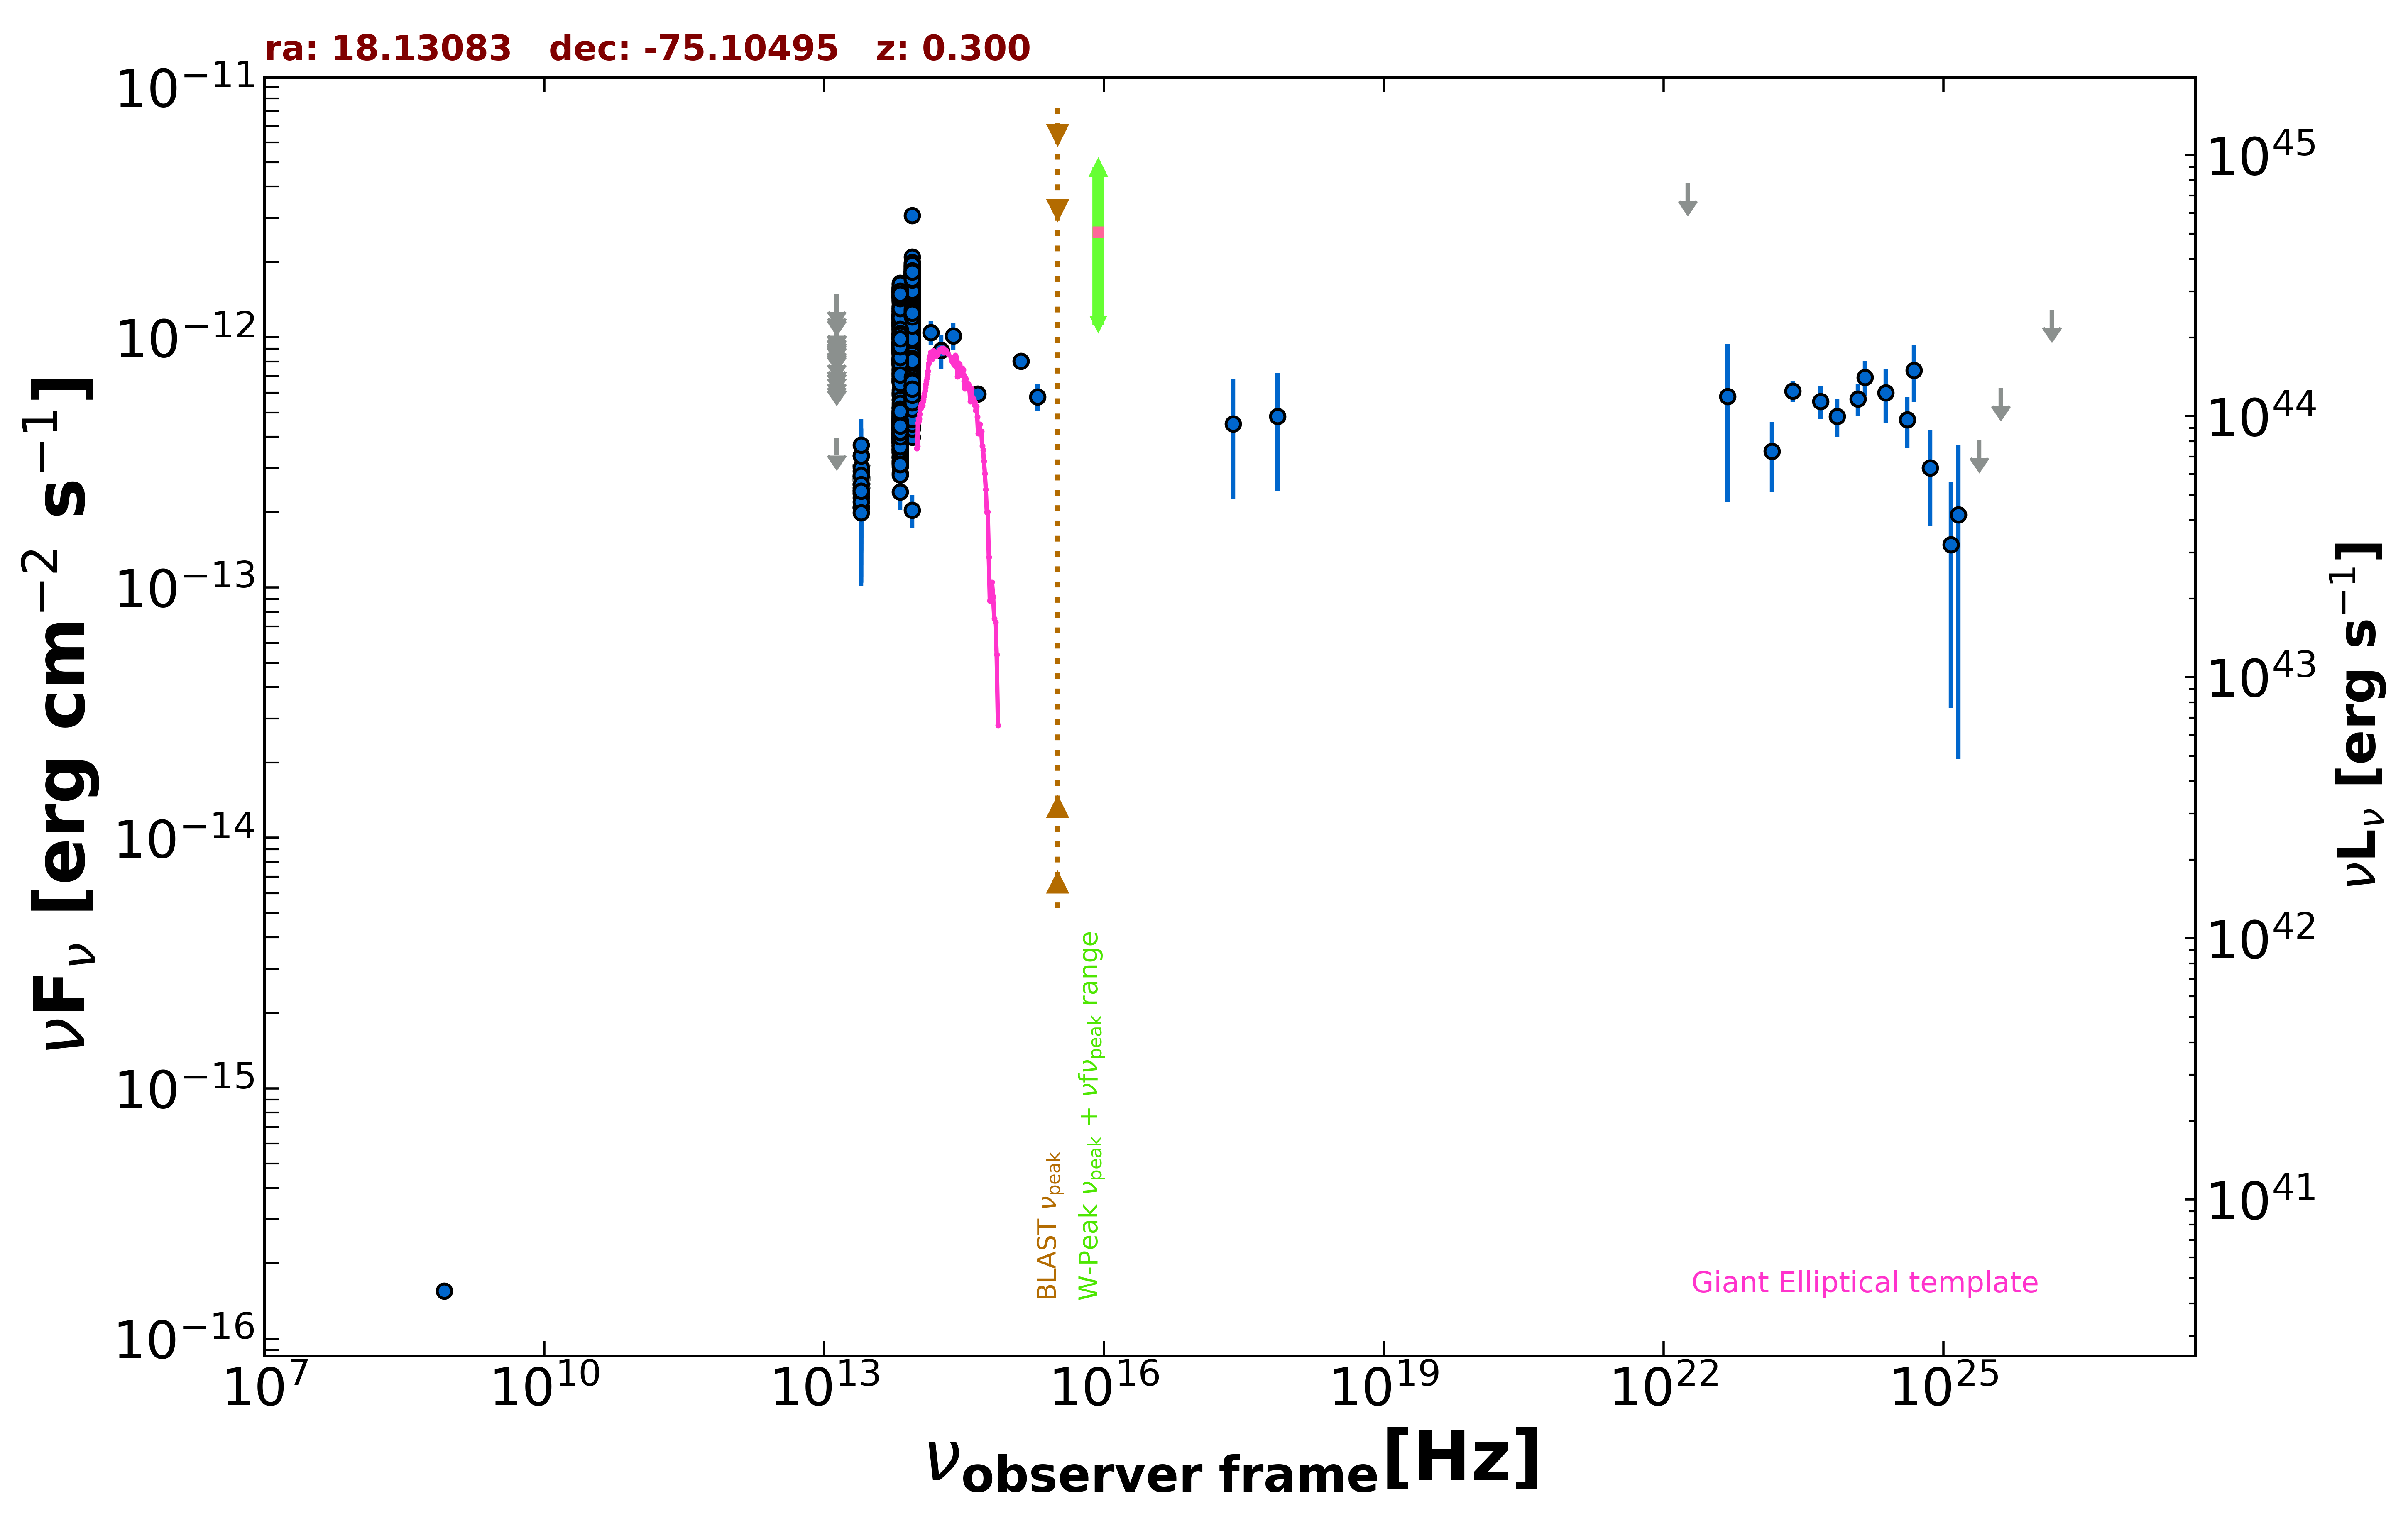 ra: 18.13083 dec: -75.10495 z: 0.300
10⁻¹¹
10⁻¹²
10⁻¹³
10⁻¹⁴
10⁻¹⁵
10⁻¹⁶
νFν [erg cm⁻² s⁻¹]
10⁴⁵
10⁴⁴
10⁴³
10⁴²
10⁴¹
νLν [erg s⁻¹]
BLAST νpeak
W-Peak νpeak + νfνpeak range
Giant Elliptical template
10⁷ 10¹⁰ 10¹³ 10¹⁶ 10¹⁹ 10²² 10²⁵
νobserver frame[Hz]